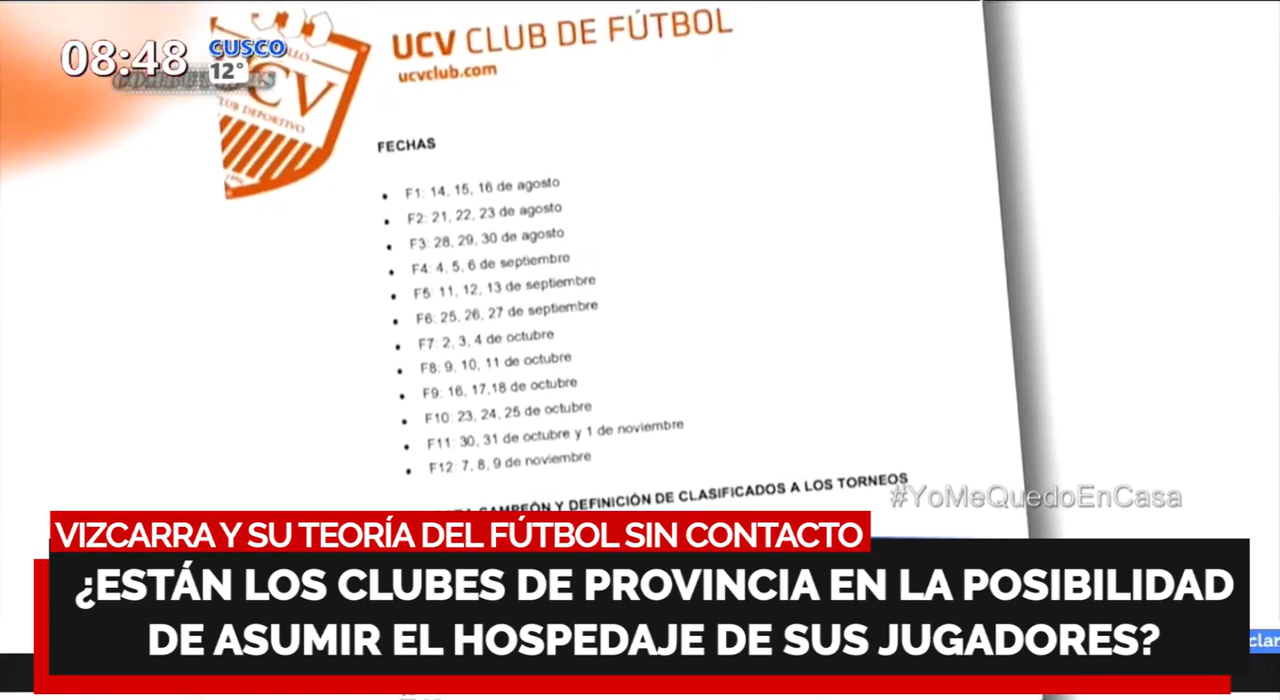 08:48
CUSCO
12°
UCV CLUB DE FÚTBOL
ucvclub.com
UCV
CLUB DEPORTIVO
FECHAS
• F1: 14, 15, 16 de agosto
• F2: 21, 22, 23 de agosto
• F3: 28, 29, 30 de agosto
• F4: 4, 5, 6 de septiembre
• F5: 11, 12, 13 de septiembre
• F6: 25, 26, 27 de septiembre
• F7: 2, 3, 4 de octubre
• F8: 9, 10, 11 de octubre
• F9: 16, 17,18 de octubre
• F10: 23, 24, 25 de octubre
• F11: 30, 31 de octubre y 1 de noviembre
• F12: 7, 8, 9 de noviembre
CAMPEÓN Y DEFINICIÓN DE CLASIFICADOS A LOS TORNEOS
#YoMeQuedoEnCasa
VIZCARRA Y SU TEORÍA DEL FÚTBOL SIN CONTACTO
¿ESTÁN LOS CLUBES DE PROVINCIA EN LA POSIBILIDAD
DE ASUMIR EL HOSPEDAJE DE SUS JUGADORES?